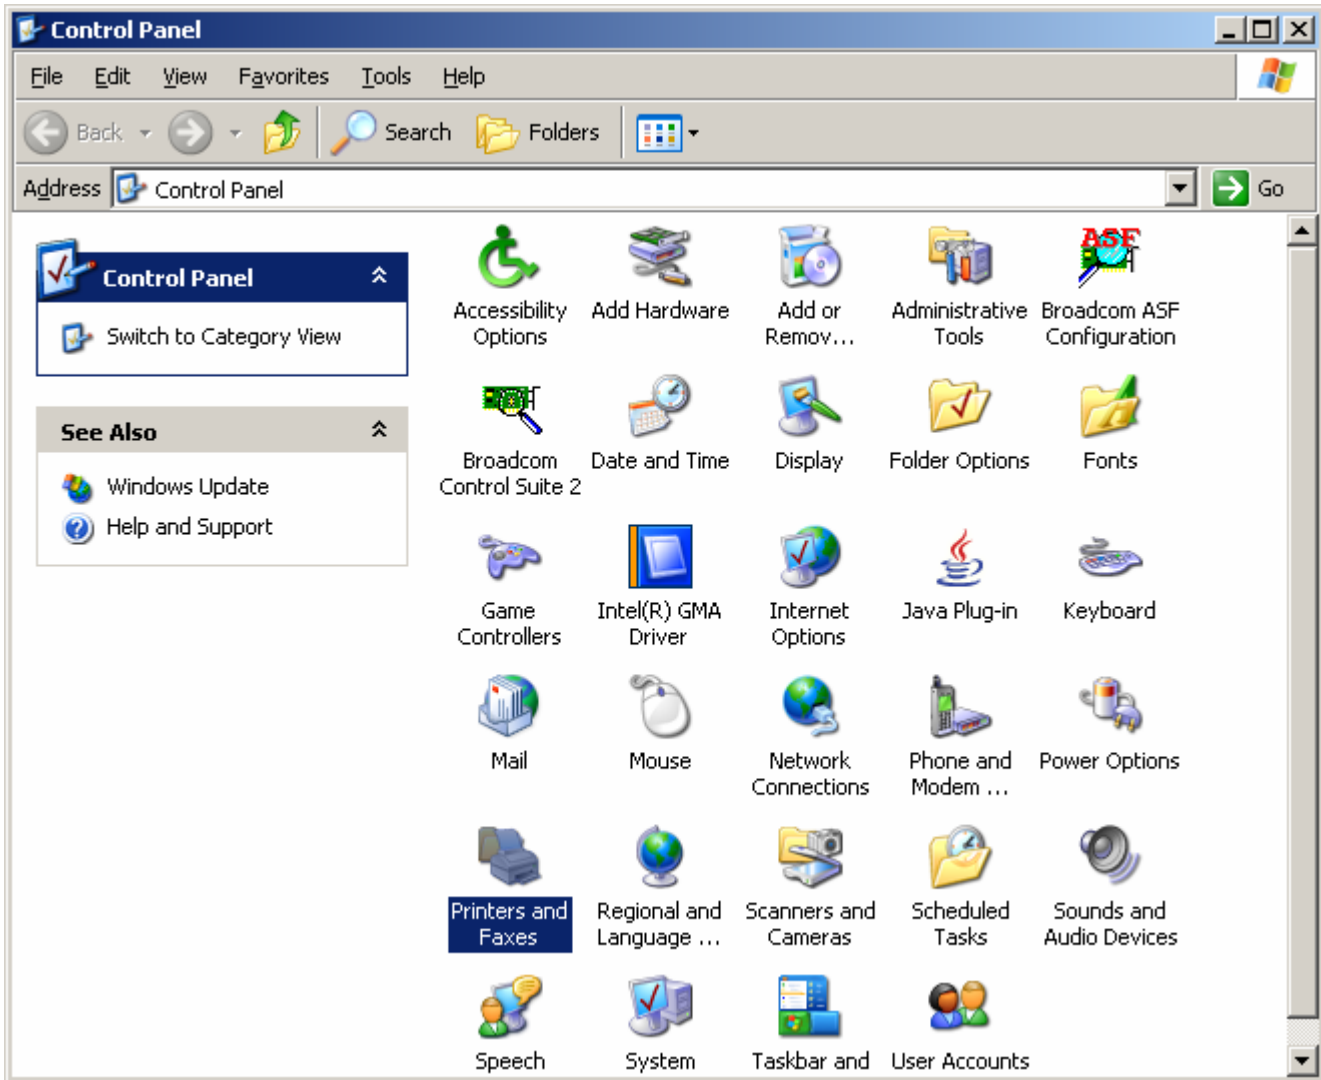 Control Panel
File Edit View Favorites Tools Help
Back Search Folders
Address Control Panel Go
Control Panel
Switch to Category View
See Also
Windows Update
Help and Support
ASF
Accessibility Options
Add Hardware
Add or Remov...
Administrative Tools
Broadcom ASF Configuration
Broadcom Control Suite 2
Date and Time
Display
Folder Options
Fonts
Game Controllers
Intel(R) GMA Driver
Internet Options
Java Plug-in
Keyboard
Mail
Mouse
Network Connections
Phone and Modem ...
Power Options
Printers and Faxes
Regional and Language ...
Scanners and Cameras
Scheduled Tasks
Sounds and Audio Devices
Speech
System
Taskbar and
User Accounts